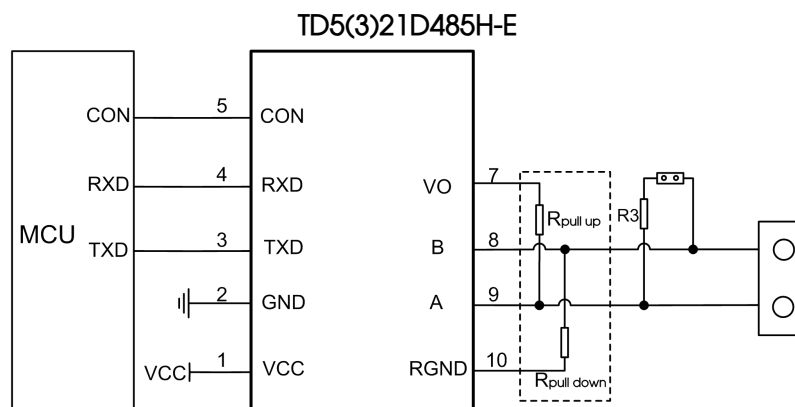 TD5(3)21D485H-E
CON 5 CON
RXD 4 RXD
VO 7
Rpull up
R3
MCU
TXD 3 TXD
B 8
GND 2
A 9
VCC 1 VCC
RGND 10
Rpull down